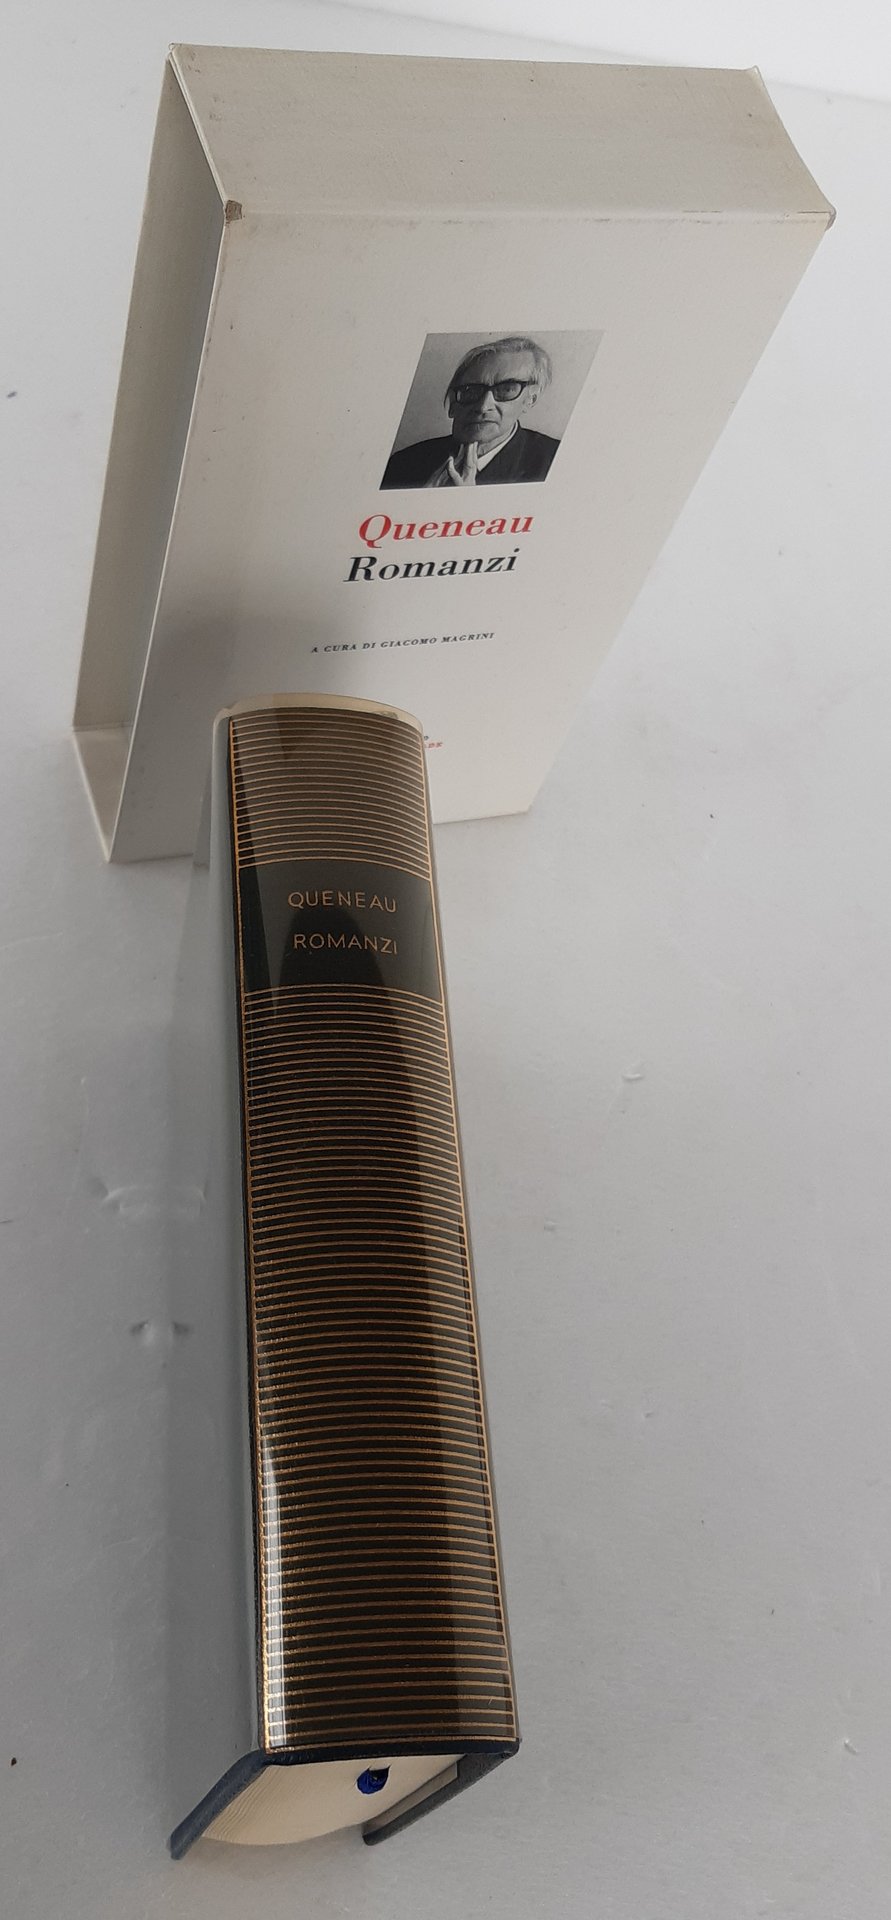 Queneau
Romanzi
A CURA DI GIACOMO MAGRINI
QUENEAU
ROMANZI